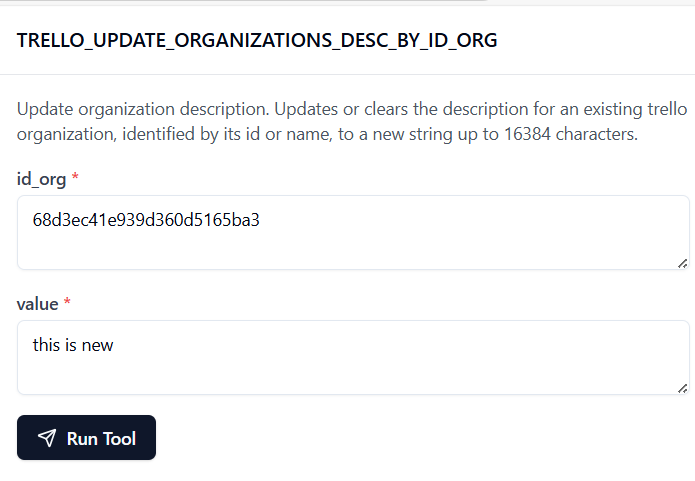 TRELLO_UPDATE_ORGANIZATIONS_DESC_BY_ID_ORG
Update organization description. Updates or clears the description for an existing trello
organization, identified by its id or name, to a new string up to 16384 characters.
id_org *
68d3ec41e939d360d5165ba3
value *
this is new
Run Tool